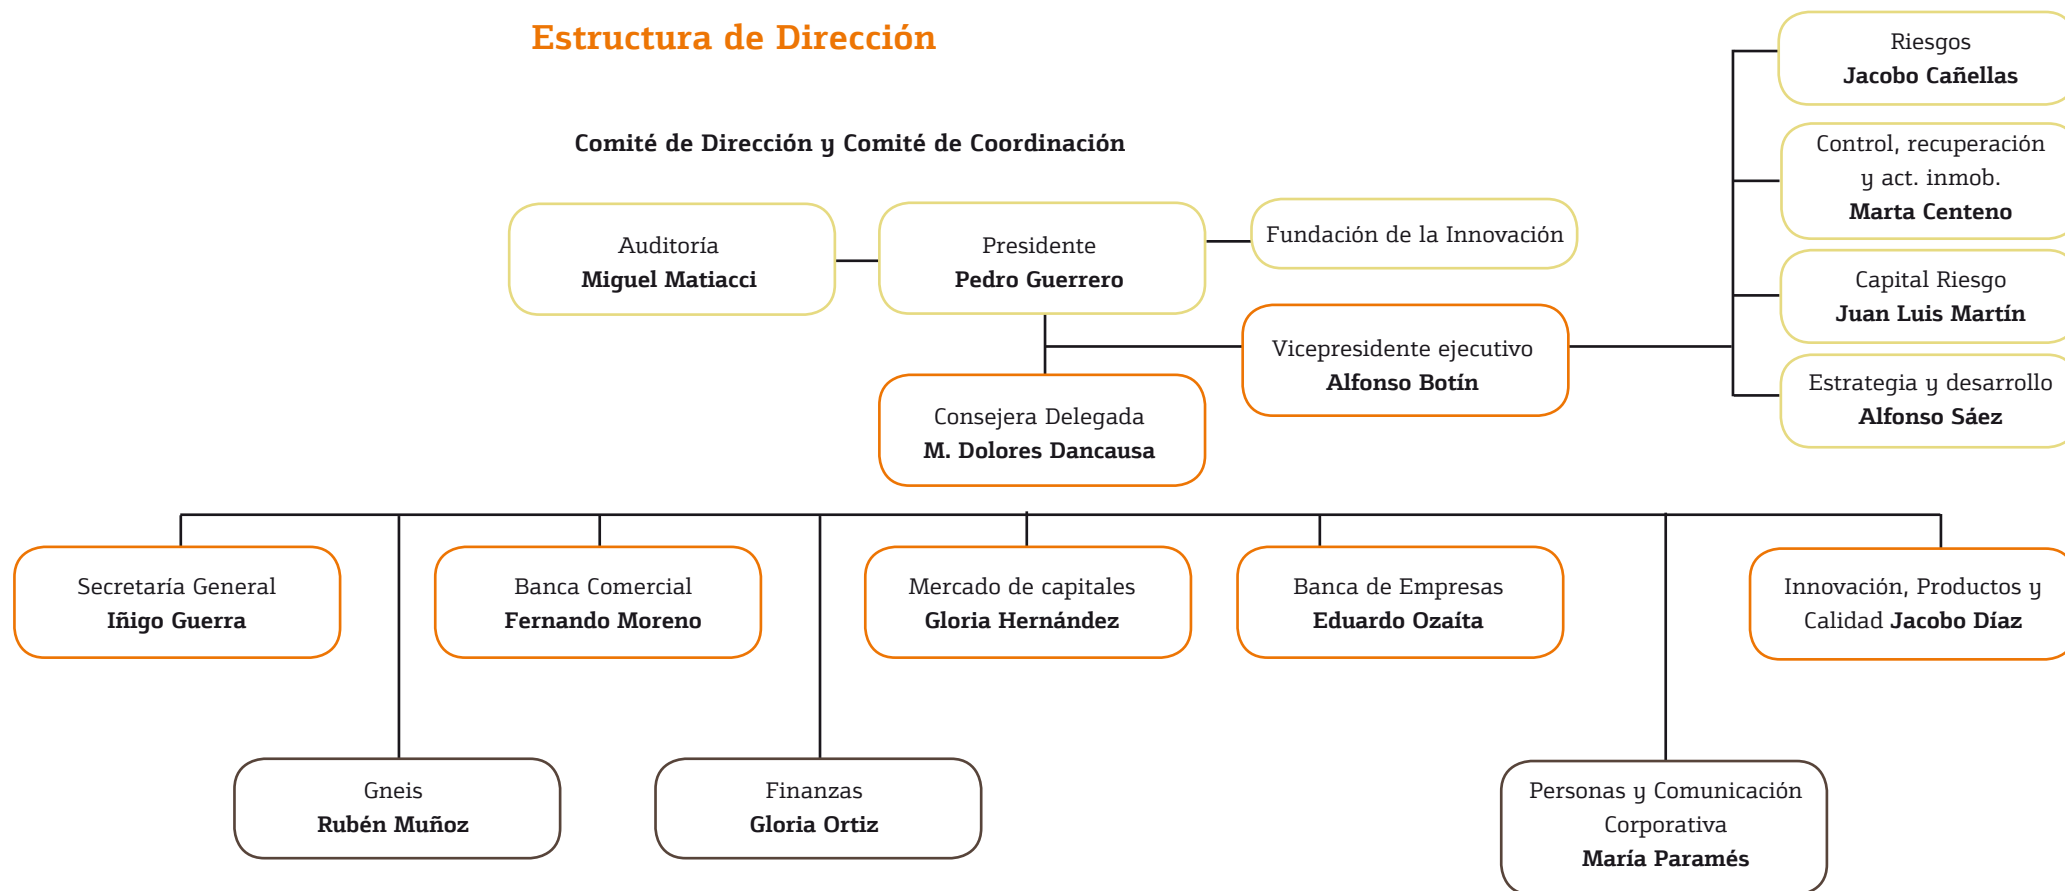 Estructura de Dirección
Comité de Dirección y Comité de Coordinación
Auditoría
Miguel Matiacci
Presidente
Pedro Guerrero
Fundación de la Innovación
Vicepresidente ejecutivo
Alfonso Botín
Riesgos
Jacobo Cañellas
Control, recuperación
y act. inmob.
Marta Centeno
Capital Riesgo
Juan Luis Martín
Estrategia y desarrollo
Alfonso Sáez
Consejera Delegada
M. Dolores Dancausa
Secretaría General
Iñigo Guerra
Banca Comercial
Fernando Moreno
Mercado de capitales
Gloria Hernández
Banca de Empresas
Eduardo Ozaíta
Innovación, Productos y
Calidad Jacobo Díaz
Gneis
Rubén Muñoz
Finanzas
Gloria Ortiz
Personas y Comunicación
Corporativa
María Paramés